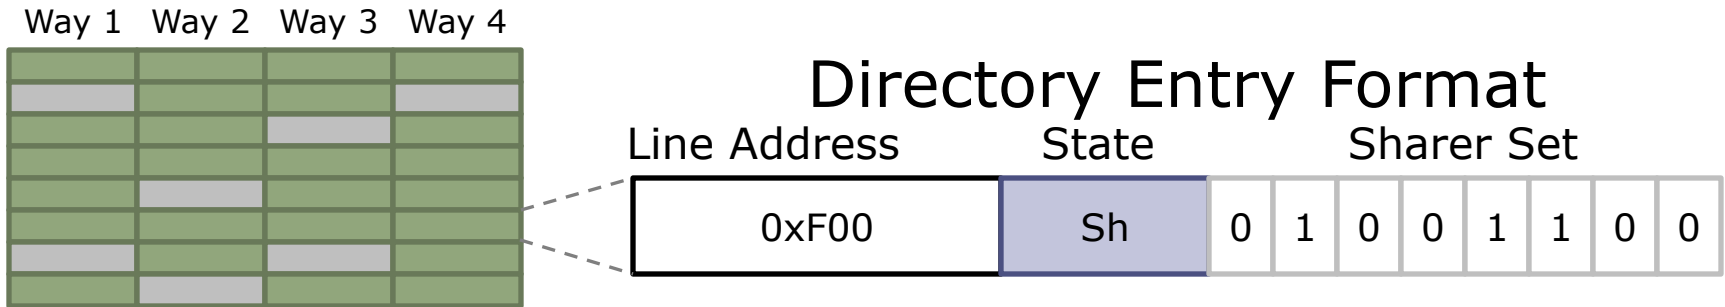 Way 1 Way 2 Way 3 Way 4
Directory Entry Format
Line Address State Sharer Set
0xF00 Sh 0 1 0 0 1 1 0 0